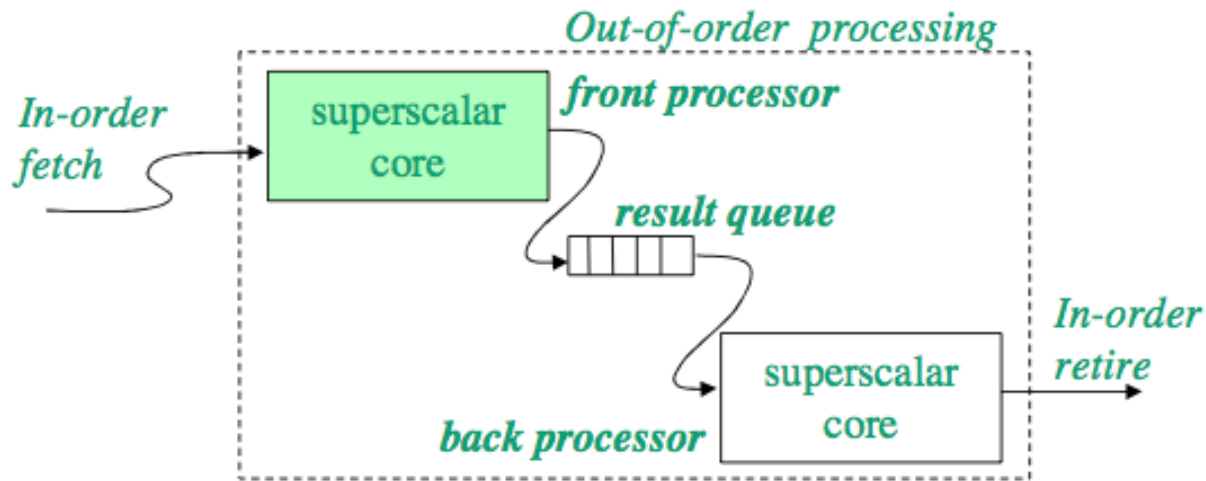 Out-of-order processing
In-order
fetch
superscalar
core
front processor
result queue
In-order
retire
superscalar
core
back processor